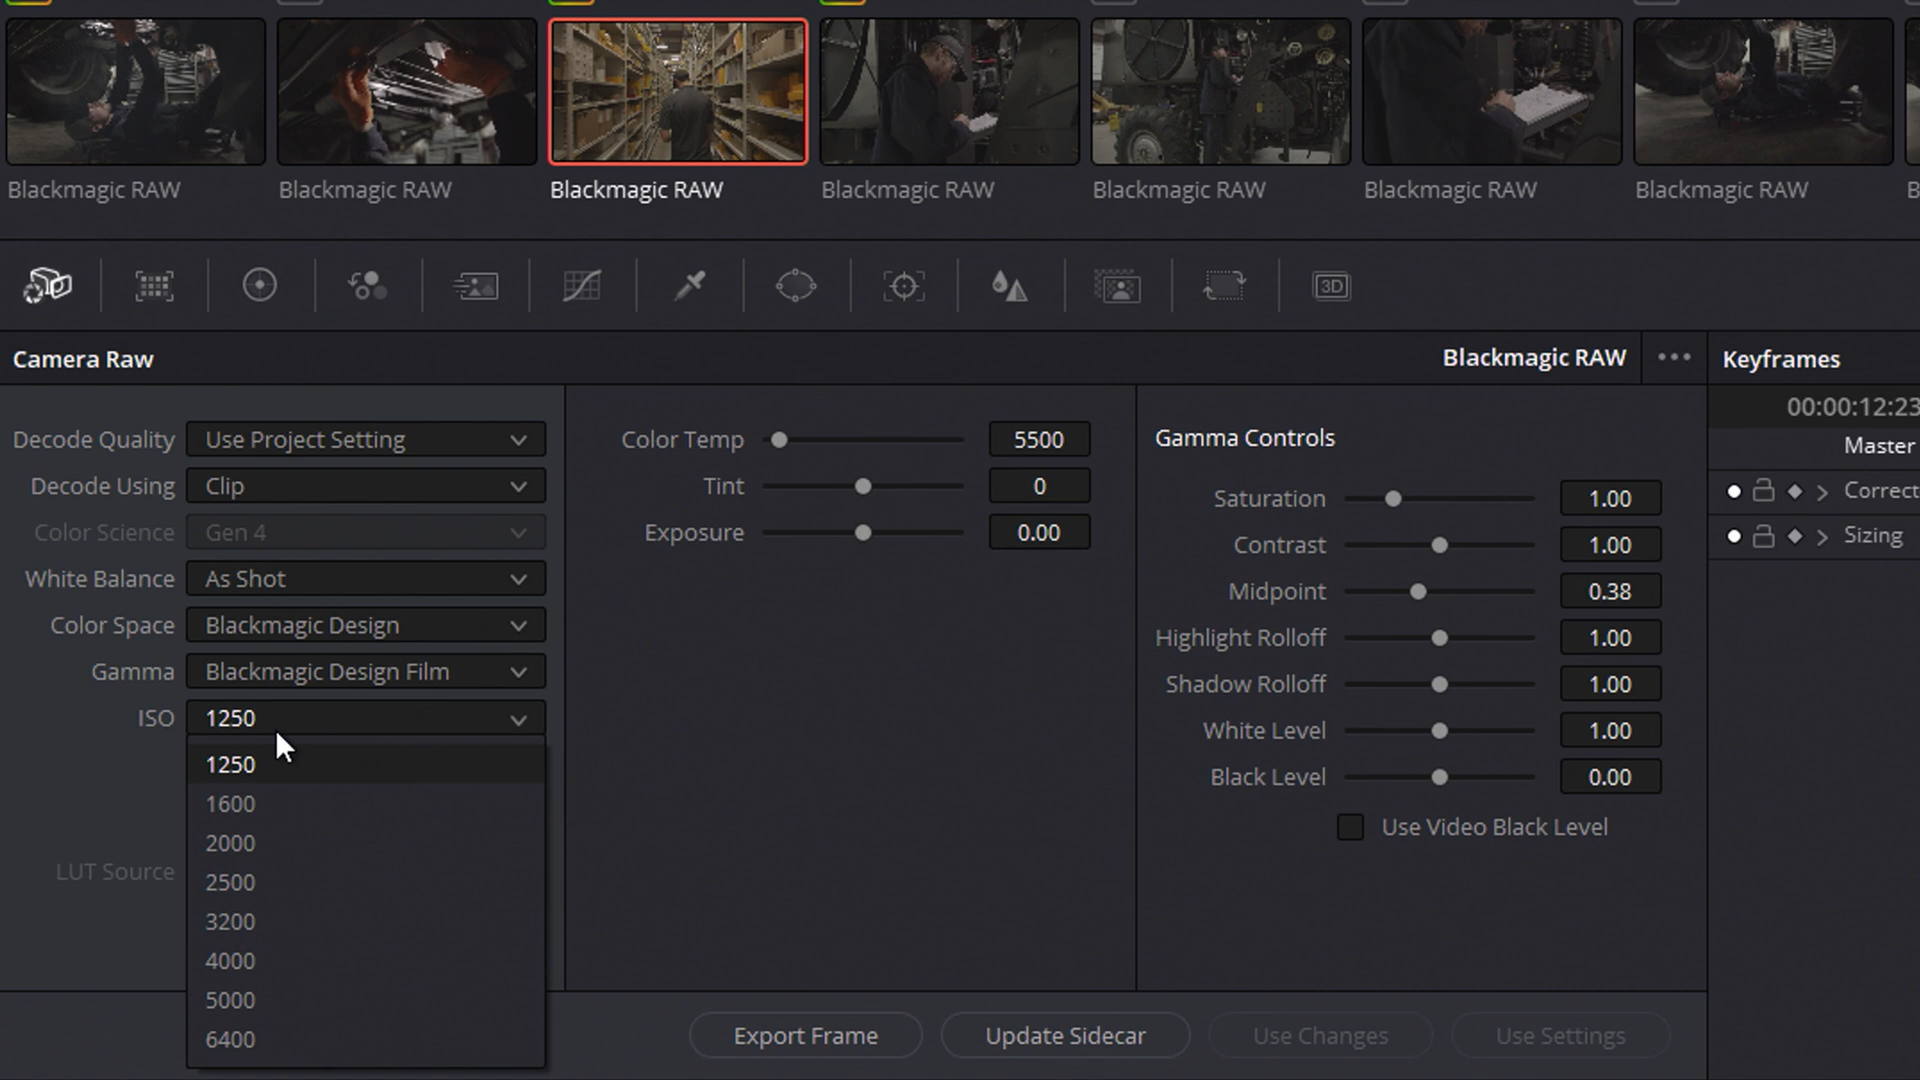 Blackmagic RAW
Blackmagic RAW
Blackmagic RAW
Blackmagic RAW
Blackmagic RAW
Blackmagic RAW
Blackmagic RAW
B
3D
Camera Raw
Blackmagic RAW
Keyframes
Decode Quality Use Project Setting
Decode Using Clip
Color Science Gen 4
White Balance As Shot
Color Space Blackmagic Design
Gamma Blackmagic Design Film
ISO 1250
1250
1600
2000
2500
3200
4000
5000
6400
LUT Source
Color Temp 5500
Tint 0
Exposure 0.00
Gamma Controls
Saturation 1.00
Contrast 1.00
Midpoint 0.38
Highlight Rolloff 1.00
Shadow Rolloff 1.00
White Level 1.00
Black Level 0.00
Use Video Black Level
00:00:12:23
Master
Correct
Sizing
Export Frame
Update Sidecar
Use Changes
Use Settings